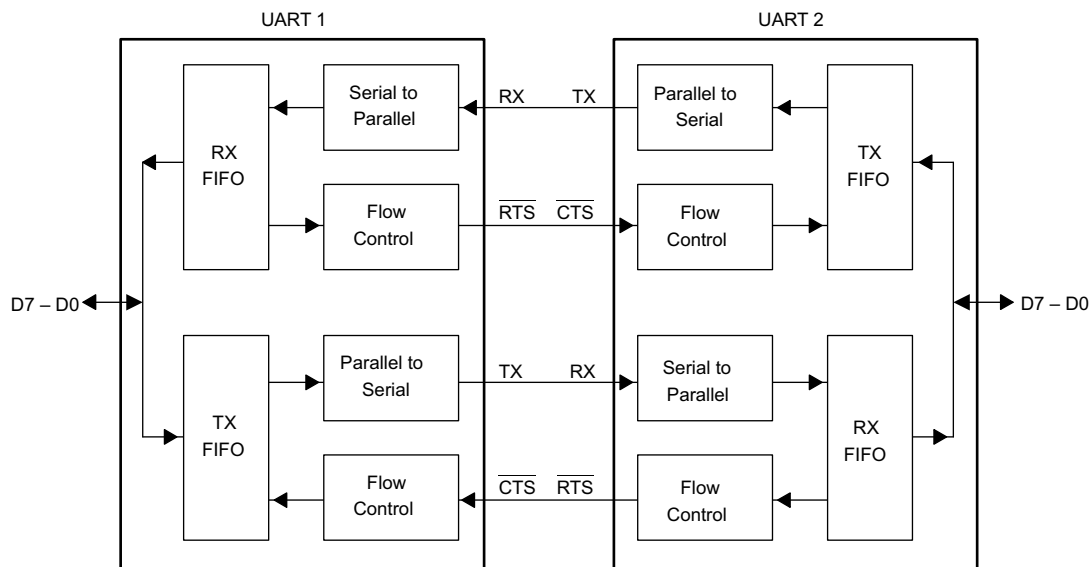 UART 1 UART 2
Serial to Parallel to
RX TX
Parallel Serial
RX TX
FIFO FIFO
Flow Flow
RTS CTS
Control Control
D7 – D0 D7 – D0
Parallel to Serial to
TX RX
Serial Parallel
TX RX
FIFO FIFO
Flow Flow
CTS RTS
Control Control